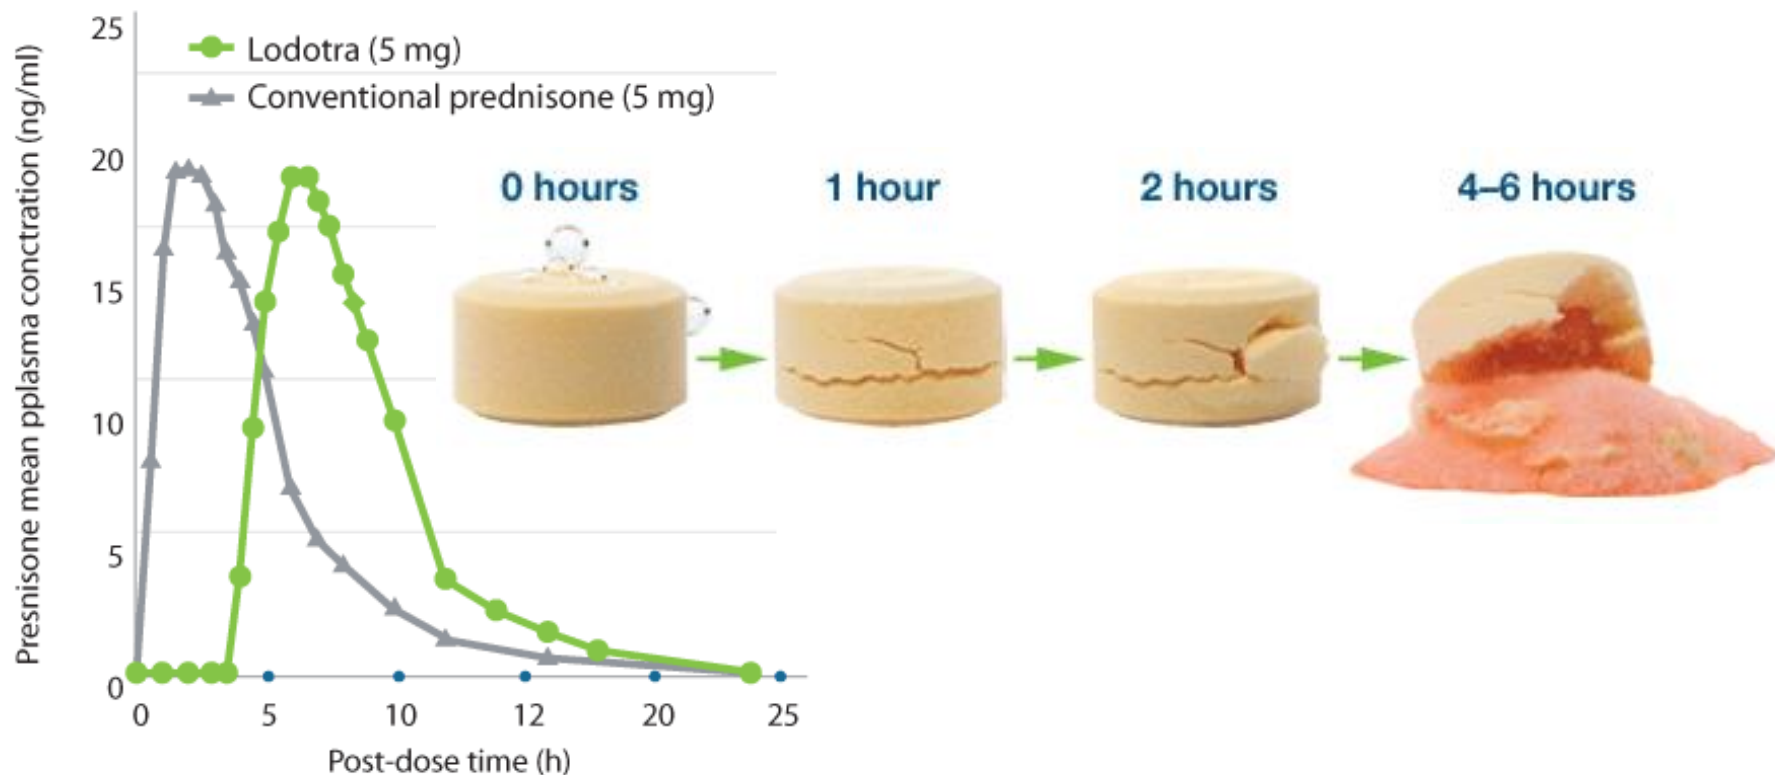 Presnisone mean pplasma conctration (ng/ml)
25
20
15
10
5
0
Lodotra (5 mg)
Conventional prednisone (5 mg)
0 hours
1 hour
2 hours
4–6 hours
0
5
10
12
20
25
Post-dose time (h)